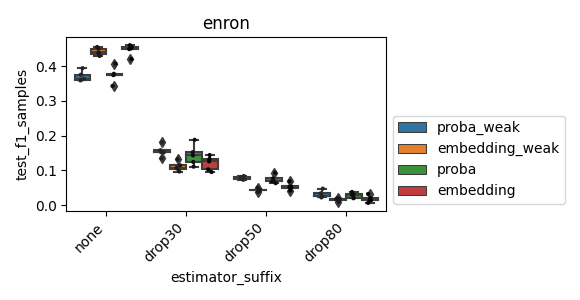 enron
test_f1_samples
0.4
0.3
0.2
0.1
0.0
none
drop30
drop50
drop80
estimator_suffix
proba_weak
embedding_weak
proba
embedding